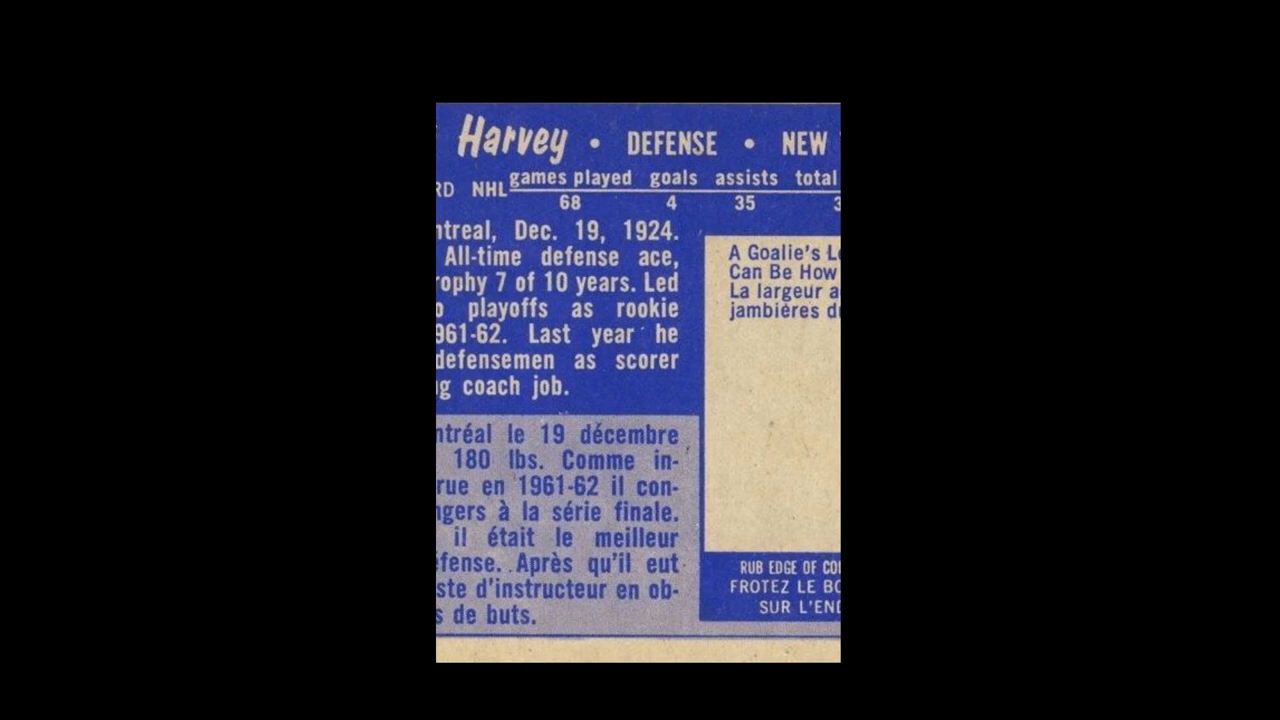 Harvey • DEFENSE • NEW
RD NHL games played goals assists total
68 4 35 3
ntreal, Dec. 19, 1924.
All-time defense ace,
rophy 7 of 10 years. Led
o playoffs as rookie
961-62. Last year he
defensemen as scorer
ng coach job.
A Goalie's Le
Can Be How
La largeur a
jambières d
ntréal le 19 décembre
180 lbs. Comme in-
rue en 1961-62 il con-
ngers à la série finale.
il était le meilleur
éfense. Après qu'il eut
ste d'instructeur en ob-
s de buts.
RUB EDGE OF COI
FROTEZ LE BO
SUR L'END